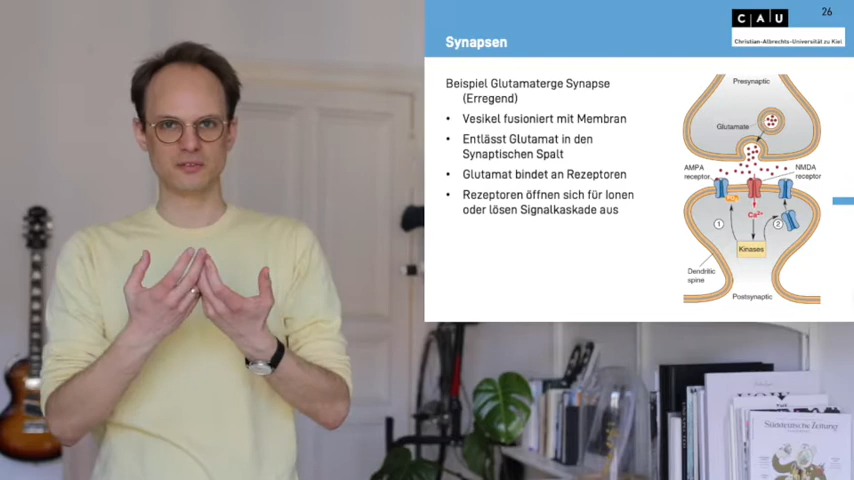 26
CAU
Christian-Albrechts-Universität zu Kiel
Synapsen
Beispiel Glutamaterge Synapse
(Erregend)
• Vesikel fusioniert mit Membran
• Entlässt Glutamat in den
Synaptischen Spalt
• Glutamat bindet an Rezeptoren
• Rezeptoren öffnen sich für Ionen
oder lösen Signalkaskade aus
Presynaptic
Glutamate
AMPA
receptor
NMDA
receptor
Ca²⁺
1
2
Kinases
Dendritic
spine
Postsynaptic
Süddeutsche Zeitung